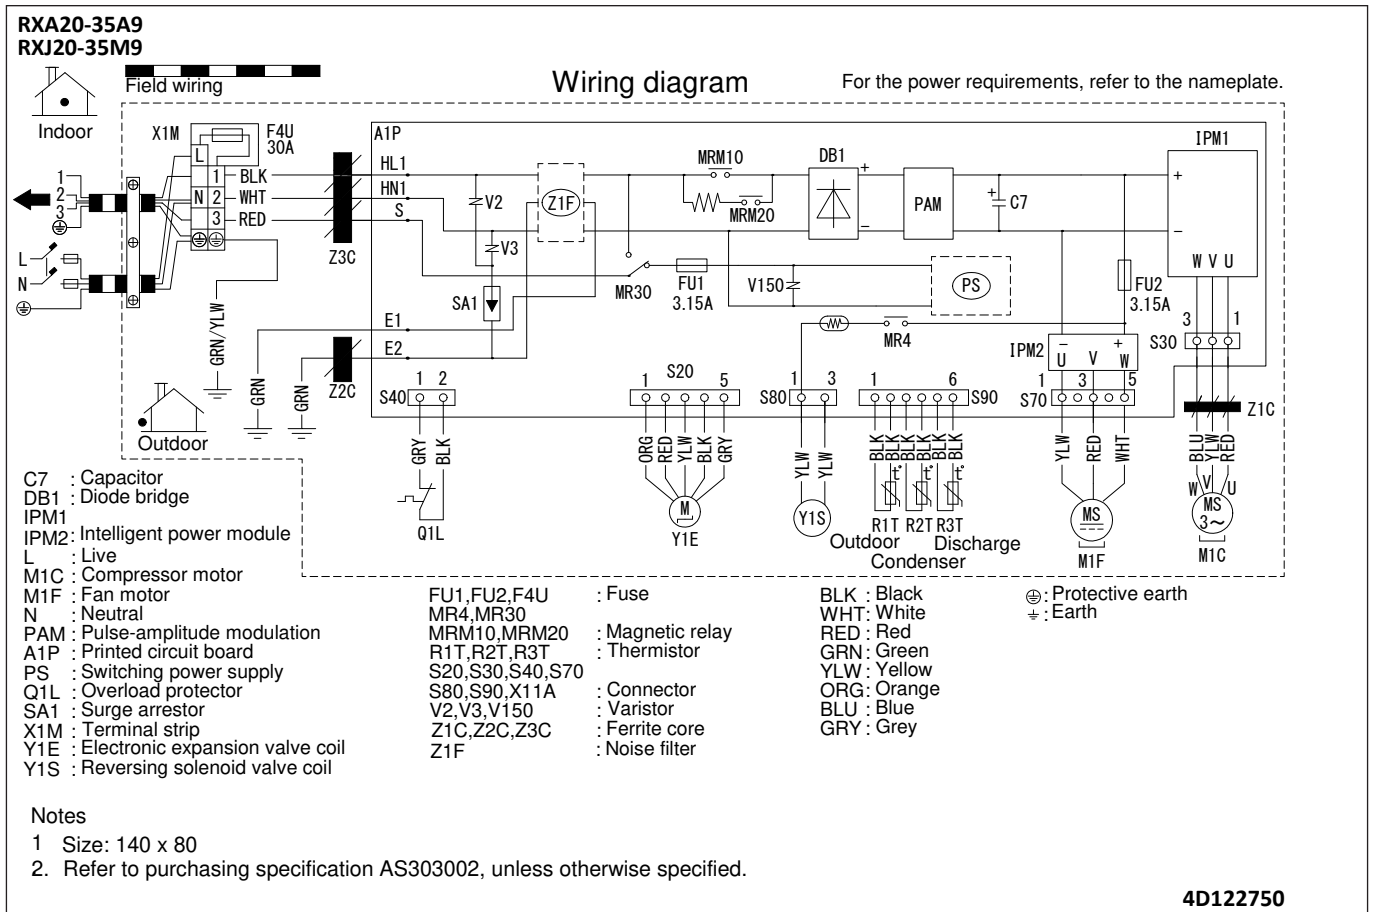 RXA20-35A9
RXJ20-35M9
Field wiring
Wiring diagram
For the power requirements, refer to the nameplate.
Indoor
X1M
F4U
30A
A1P
IPM1
L
1 BLK
N 2 WHT
3 RED
1
2
3
L
N
Z3C
HL1
HN1
S
V2
V3
Z1F
MRM10
MRM20
DB1
+
−
PAM
+
C7
+
−
W V U
SA1
MR30
FU1
3.15A
V150
PS
FU2
3.15A
MR4
IPM2
− +
U V W
3 1
S30
GRN/YLW
GRN
GRN
E1
E2
Z2C
Outdoor
1 2
S40
S20
1 5
S80
1 3
1 6
S90
S70
1 3 5
Z1C
GRY
BLK
ORG
RED
YLW
BLK
GRY
YLW
YLW
BLK
BLK
BLK
BLK
BLK
BLK
YLW
RED
WHT
BLU
YLW
RED
t°
t°
t°
W V U
Q1L
M
Y1E
Y1S
R1T R2T R3T
Outdoor
Discharge
Condenser
MS
M1F
MS
3~
M1C
C7 : Capacitor
DB1 : Diode bridge
IPM1
IPM2 : Intelligent power module
L : Live
M1C : Compressor motor
M1F : Fan motor
N : Neutral
PAM : Pulse-amplitude modulation
A1P : Printed circuit board
PS : Switching power supply
Q1L : Overload protector
SA1 : Surge arrestor
X1M : Terminal strip
Y1E : Electronic expansion valve coil
Y1S : Reversing solenoid valve coil
FU1,FU2,F4U : Fuse
MR4,MR30
MRM10,MRM20 : Magnetic relay
R1T,R2T,R3T : Thermistor
S20,S30,S40,S70
S80,S90,X11A : Connector
V2,V3,V150 : Varistor
Z1C,Z2C,Z3C : Ferrite core
Z1F : Noise filter
BLK : Black
WHT : White
RED : Red
GRN : Green
YLW : Yellow
ORG : Orange
BLU : Blue
GRY : Grey
: Protective earth
: Earth
Notes
1 Size: 140 x 80
2. Refer to purchasing specification AS303002, unless otherwise specified.
4D122750